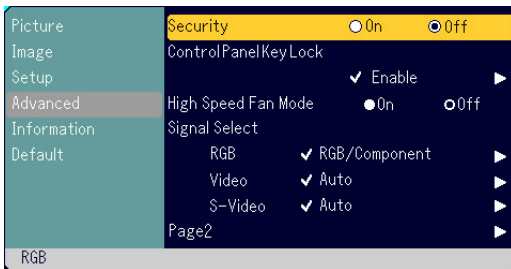 Picture
Image
Setup
Advanced
Information
Default
Security On Off
ControlPanelKeyLock
Enable
High Speed Fan Mode On Off
Signal Select
RGB RGB/Component
Video Auto
S-Video Auto
Page2
RGB